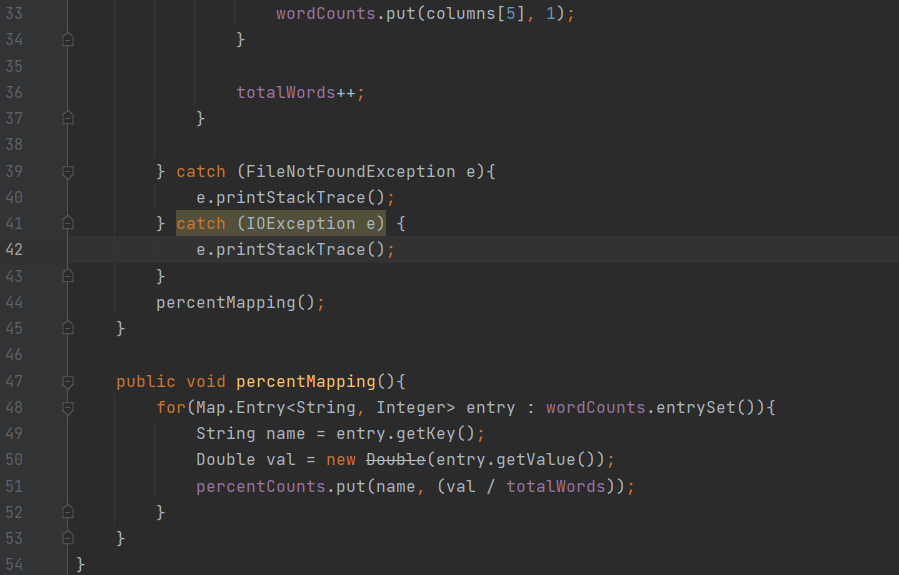 33 wordCounts.put(columns[5], 1);
34 }
35
36 totalWords++;
37 }
38
39 } catch (FileNotFoundException e){
40 e.printStackTrace();
41 } catch (IOException e) {
42 e.printStackTrace();
43 }
44 percentMapping();
45 }
46
47 public void percentMapping(){
48 for(Map.Entry<String, Integer> entry : wordCounts.entrySet()){
49 String name = entry.getKey();
50 Double val = new Double(entry.getValue());
51 percentCounts.put(name, (val / totalWords));
52 }
53 }
54 }